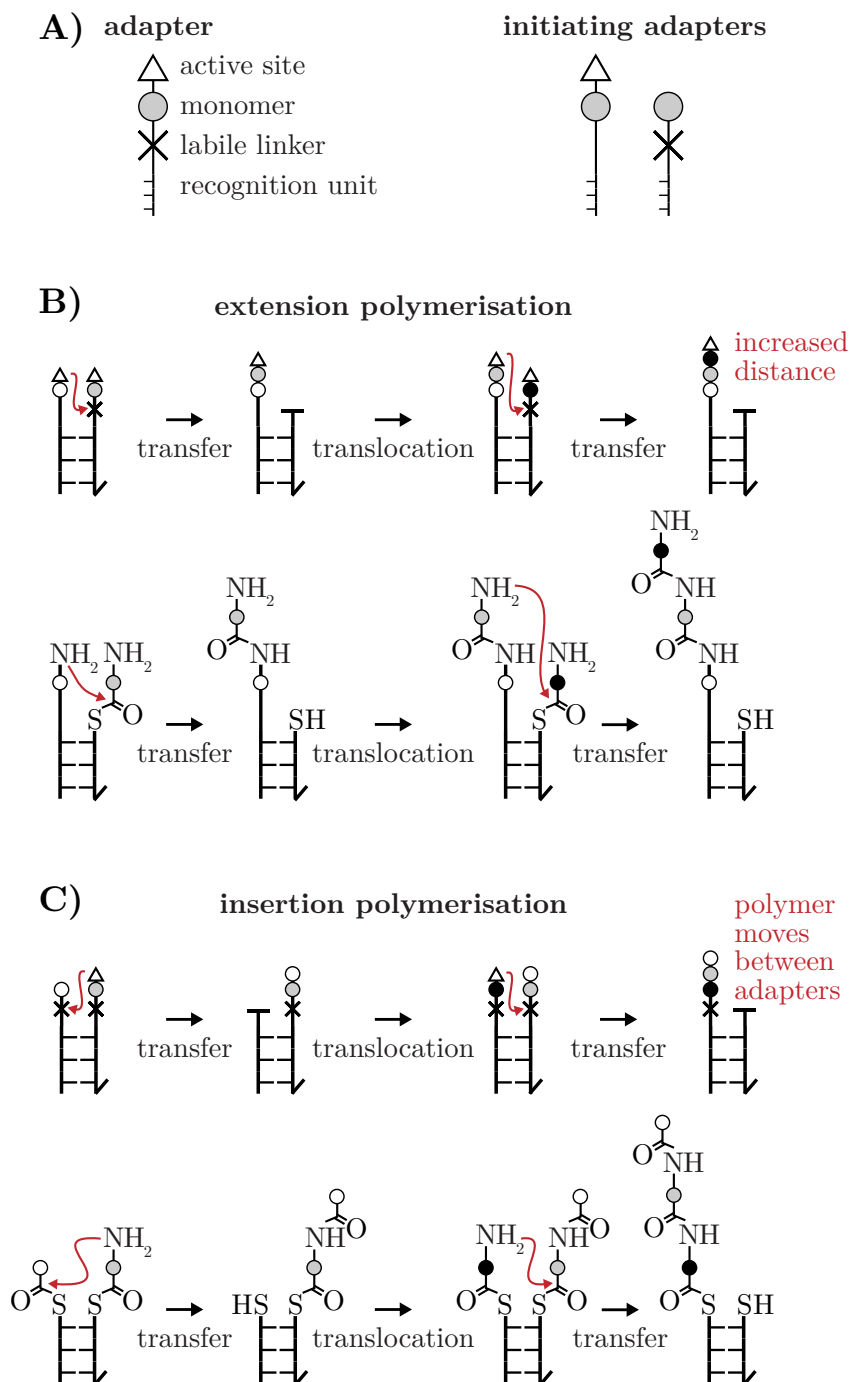 A) adapter
initiating adapters
active site
monomer
labile linker
recognition unit
B) extension polymerisation
increased
distance
transfer
translocation
transfer
NH2
O
NH2
NH2
NH2
NH
O
S
O
NH2
NH2
O
NH
S
O
NH
O
NH
SH
SH
transfer
translocation
transfer
C) insertion polymerisation
polymer
moves
between
adapters
transfer
translocation
transfer
O
NH
O
O
NH2
NH
NH2
NH
O
NH
O
S
S
O
HS
S
O
O
S
S
O
O
S
SH
transfer
translocation
transfer